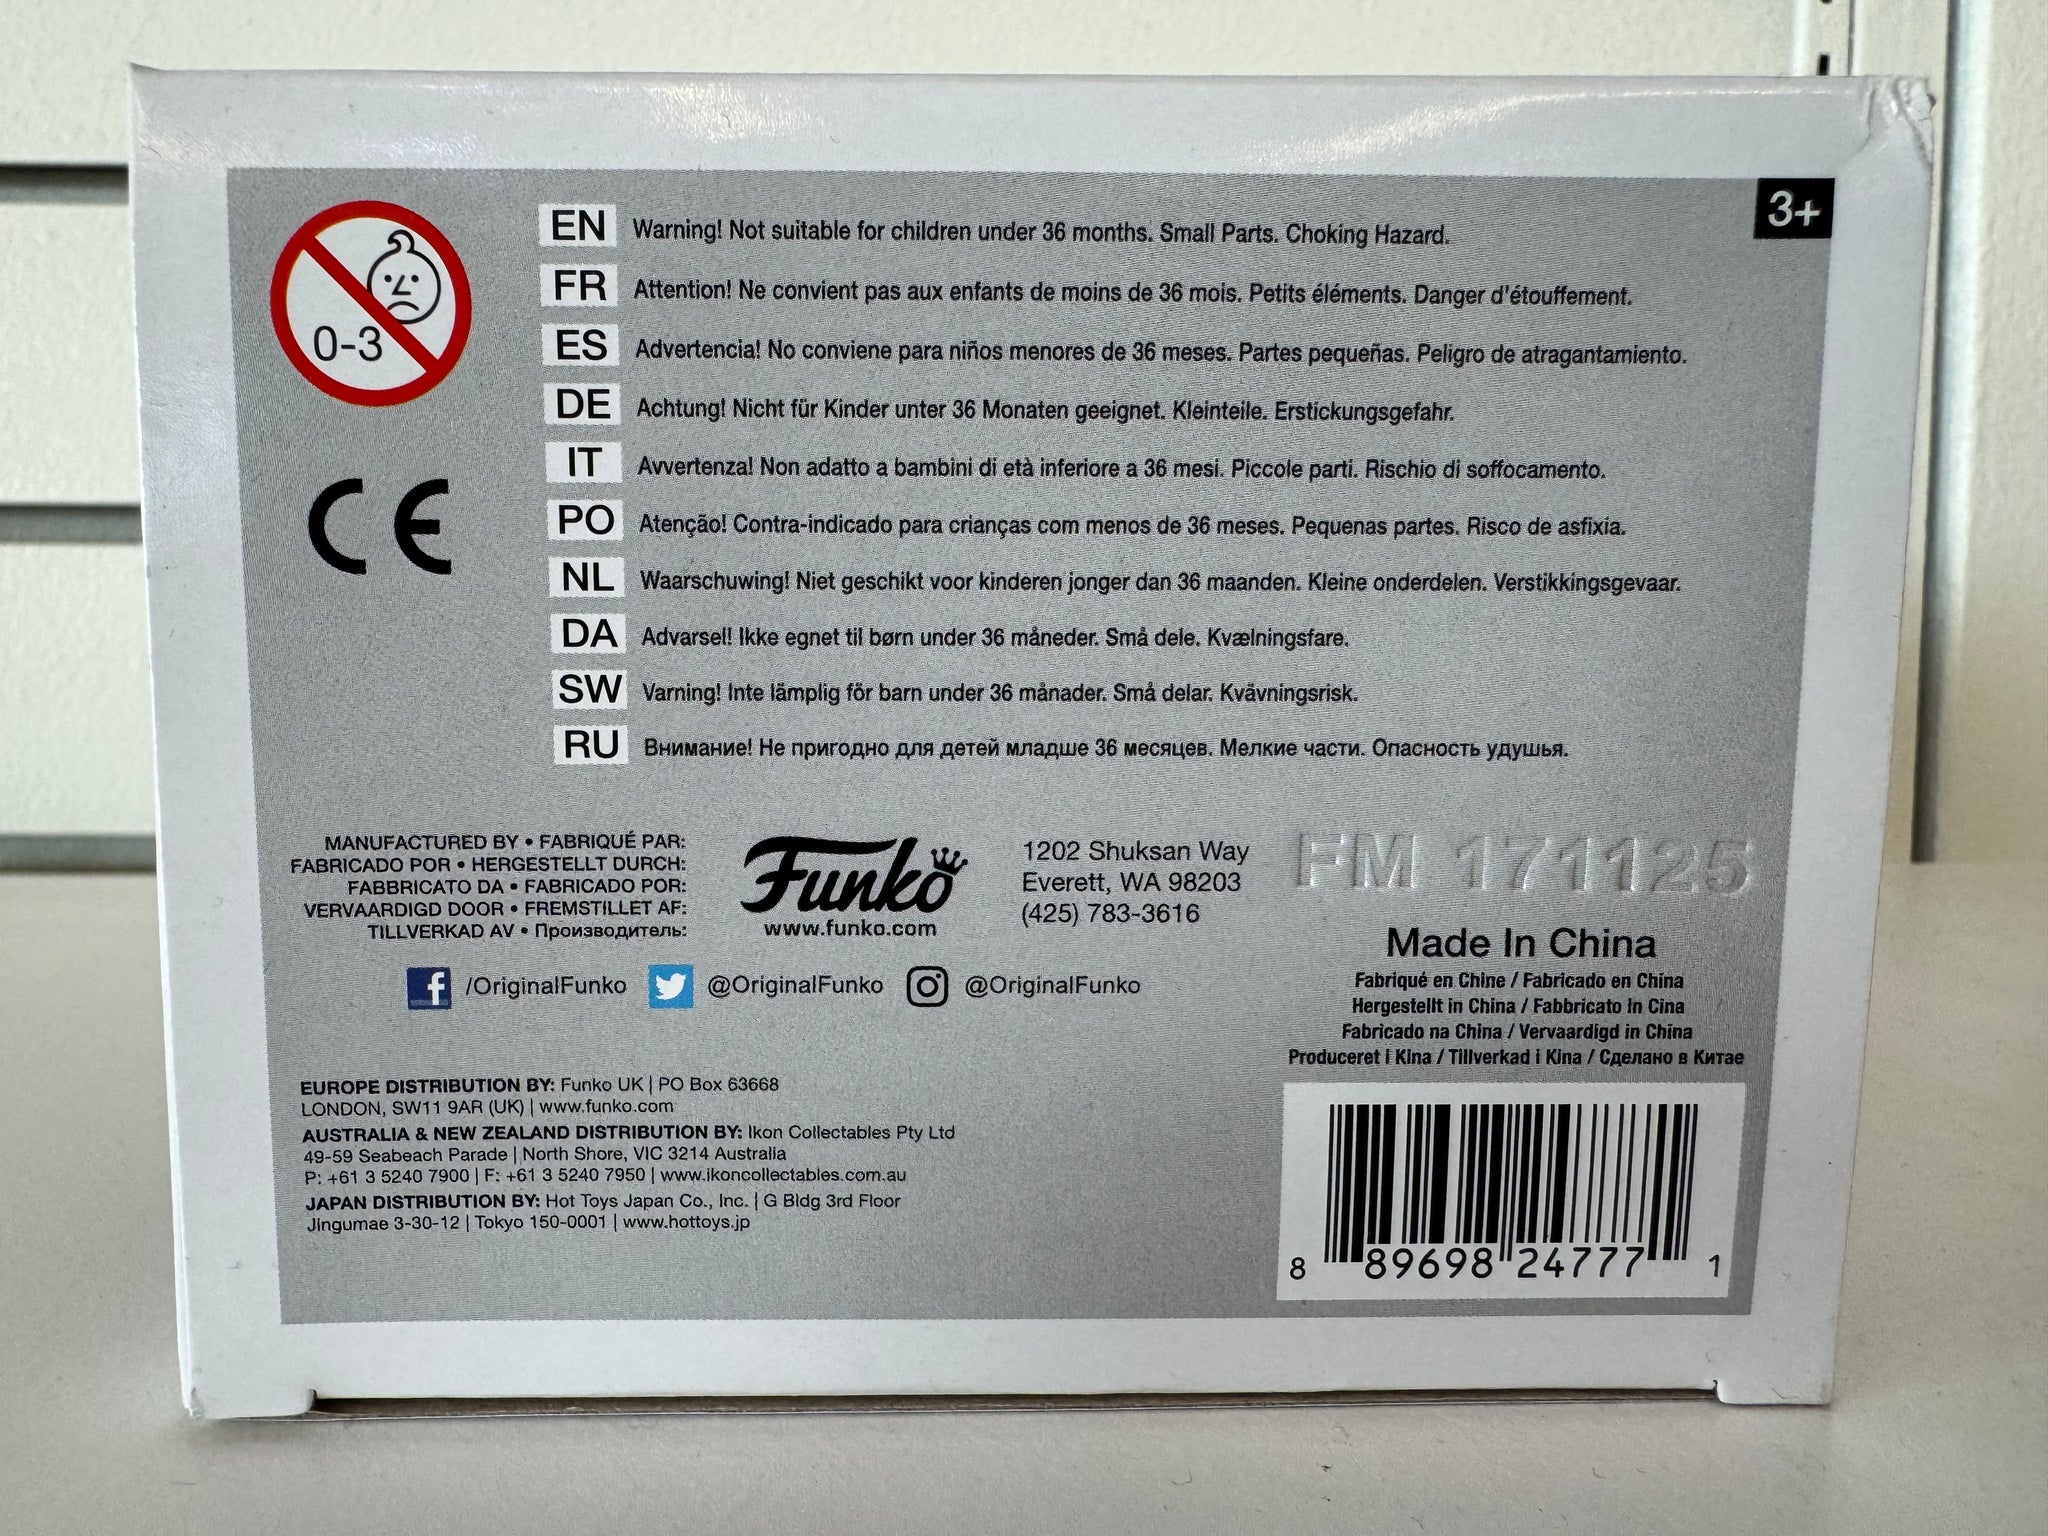 3+
0-3
EN Warning! Not suitable for children under 36 months. Small Parts. Choking Hazard.
FR Attention! Ne convient pas aux enfants de moins de 36 mois. Petits éléments. Danger d'étouffement.
ES Advertencia! No conviene para niños menores de 36 meses. Partes pequeñas. Peligro de atragantamiento.
DE Achtung! Nicht für Kinder unter 36 Monaten geeignet. Kleinteile. Erstickungsgefahr.
IT Avvertenza! Non adatto a bambini di età inferiore a 36 mesi. Piccole parti. Rischio di soffocamento.
CE
PO Atenção! Contra-indicado para crianças com menos de 36 meses. Pequenas partes. Risco de asfixia.
NL Waarschuwing! Niet geschikt voor kinderen jonger dan 36 maanden. Kleine onderdelen. Verstikkingsgevaar.
DA Advarsel! Ikke egnet til børn under 36 måneder. Små dele. Kvælningsfare.
SW Varning! Inte lämplig för barn under 36 månader. Små delar. Kvävningsrisk.
RU Внимание! Не пригодно для детей младше 36 месяцев. Мелкие части. Опасность удушья.
MANUFACTURED BY • FABRIQUÉ PAR:
FABRICADO POR • HERGESTELLT DURCH:
FABBRICATO DA • FABRICADO POR:
VERVAARDIGD DOOR • FREMSTILLET AF:
TILLVERKAD AV • Производитель:
Funko
www.funko.com
1202 Shuksan Way
Everett, WA 98203
(425) 783-3616
FM 171125
Made In China
Fabriqué en Chine / Fabricado en China
Hergestellt in China / Fabbricato in Cina
Fabricado na China / Vervaardigd in China
Produceret i Kina / Tillverkad i Kina / Сделано в Китае
f /OriginalFunko @OriginalFunko @OriginalFunko
EUROPE DISTRIBUTION BY: Funko UK | PO Box 63668
LONDON, SW11 9AR (UK) | www.funko.com
AUSTRALIA & NEW ZEALAND DISTRIBUTION BY: Ikon Collectables Pty Ltd
49-59 Seabeach Parade | North Shore, VIC 3214 Australia
P: +61 3 5240 7900 | F: +61 3 5240 7950 | www.ikoncollectables.com.au
JAPAN DISTRIBUTION BY: Hot Toys Japan Co., Inc. | G Bldg 3rd Floor
Jingumae 3-30-12 | Tokyo 150-0001 | www.hottoys.jp
8 89698 24777 1